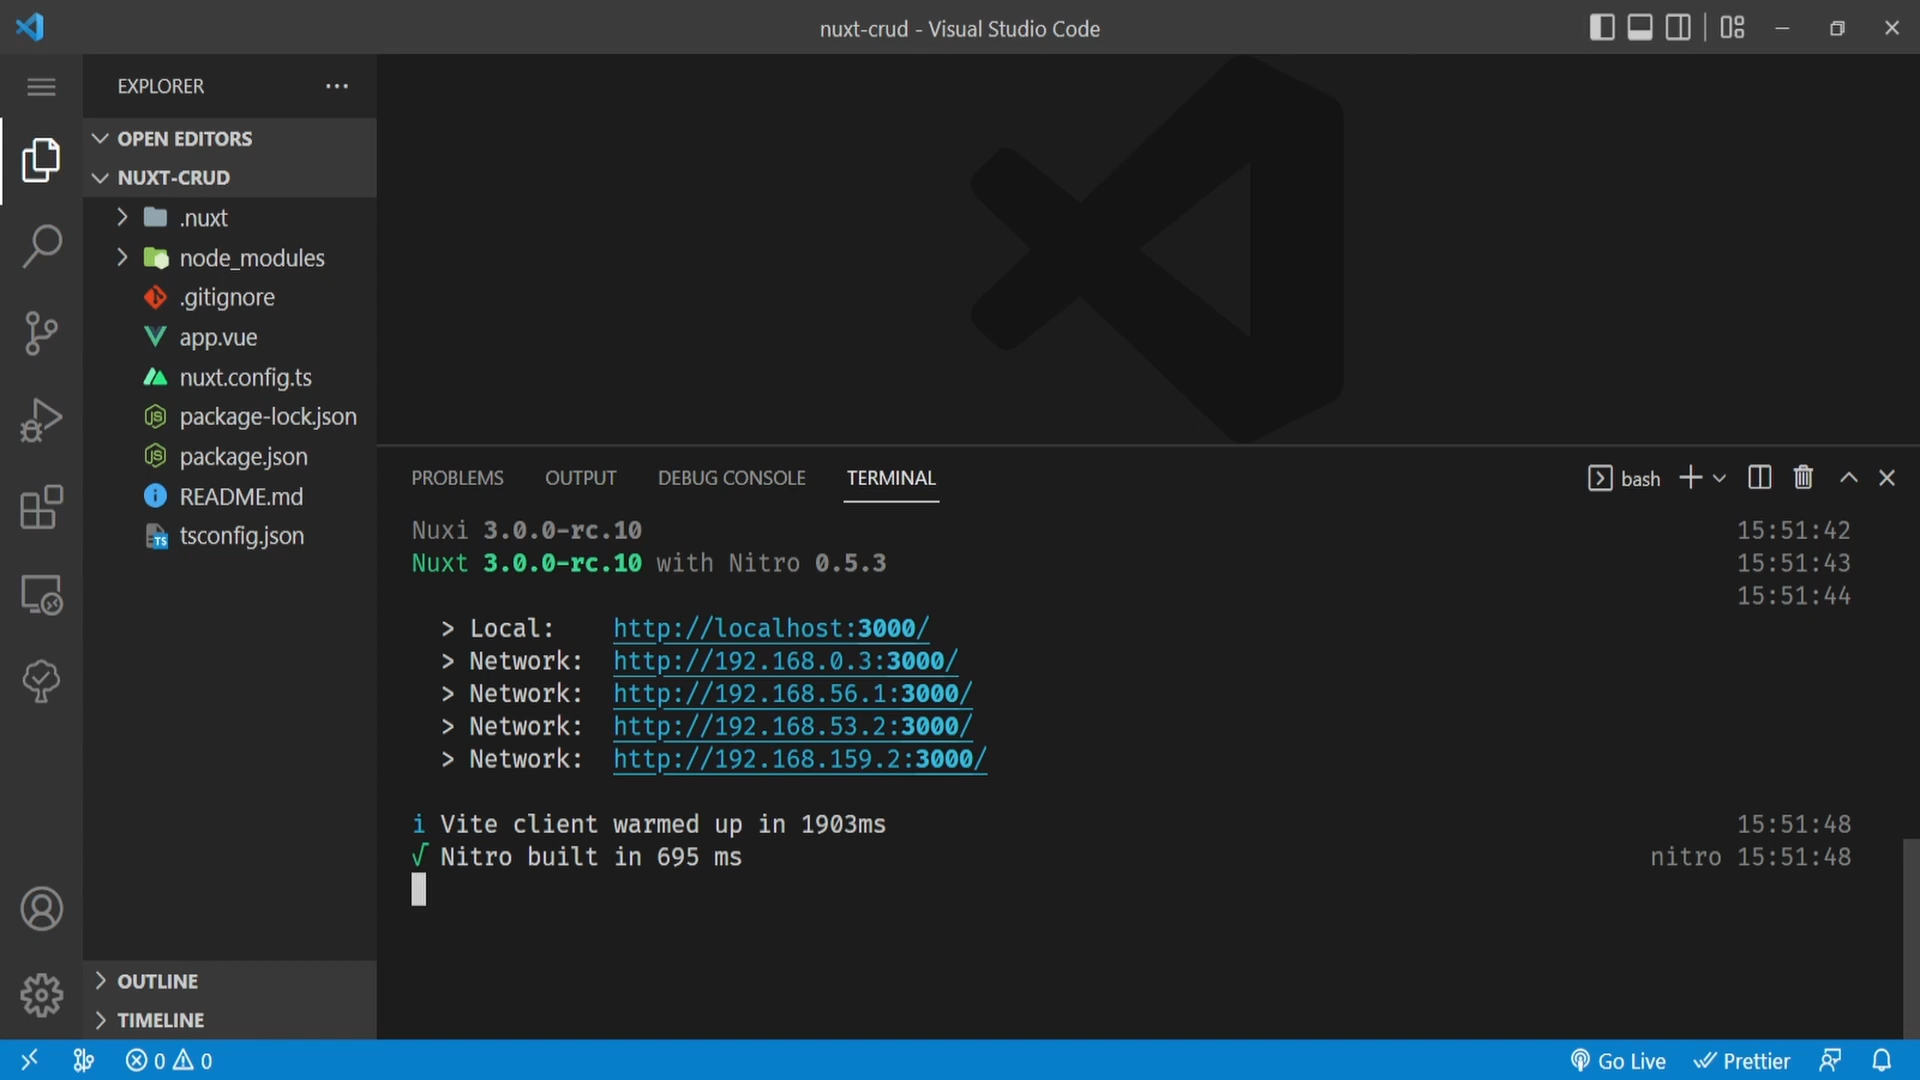 nuxt-crud - Visual Studio Code
EXPLORER
OPEN EDITORS
NUXT-CRUD
.nuxt
node_modules
.gitignore
app.vue
nuxt.config.ts
package-lock.json
package.json
README.md
tsconfig.json
OUTLINE
TIMELINE
PROBLEMS OUTPUT DEBUG CONSOLE TERMINAL bash
Nuxi 3.0.0-rc.10 15:51:42
Nuxt 3.0.0-rc.10 with Nitro 0.5.3 15:51:43
15:51:44
> Local: http://localhost:3000/
> Network: http://192.168.0.3:3000/
> Network: http://192.168.56.1:3000/
> Network: http://192.168.53.2:3000/
> Network: http://192.168.159.2:3000/
i Vite client warmed up in 1903ms 15:51:48
√ Nitro built in 695 ms nitro 15:51:48
0 0 Go Live Prettier